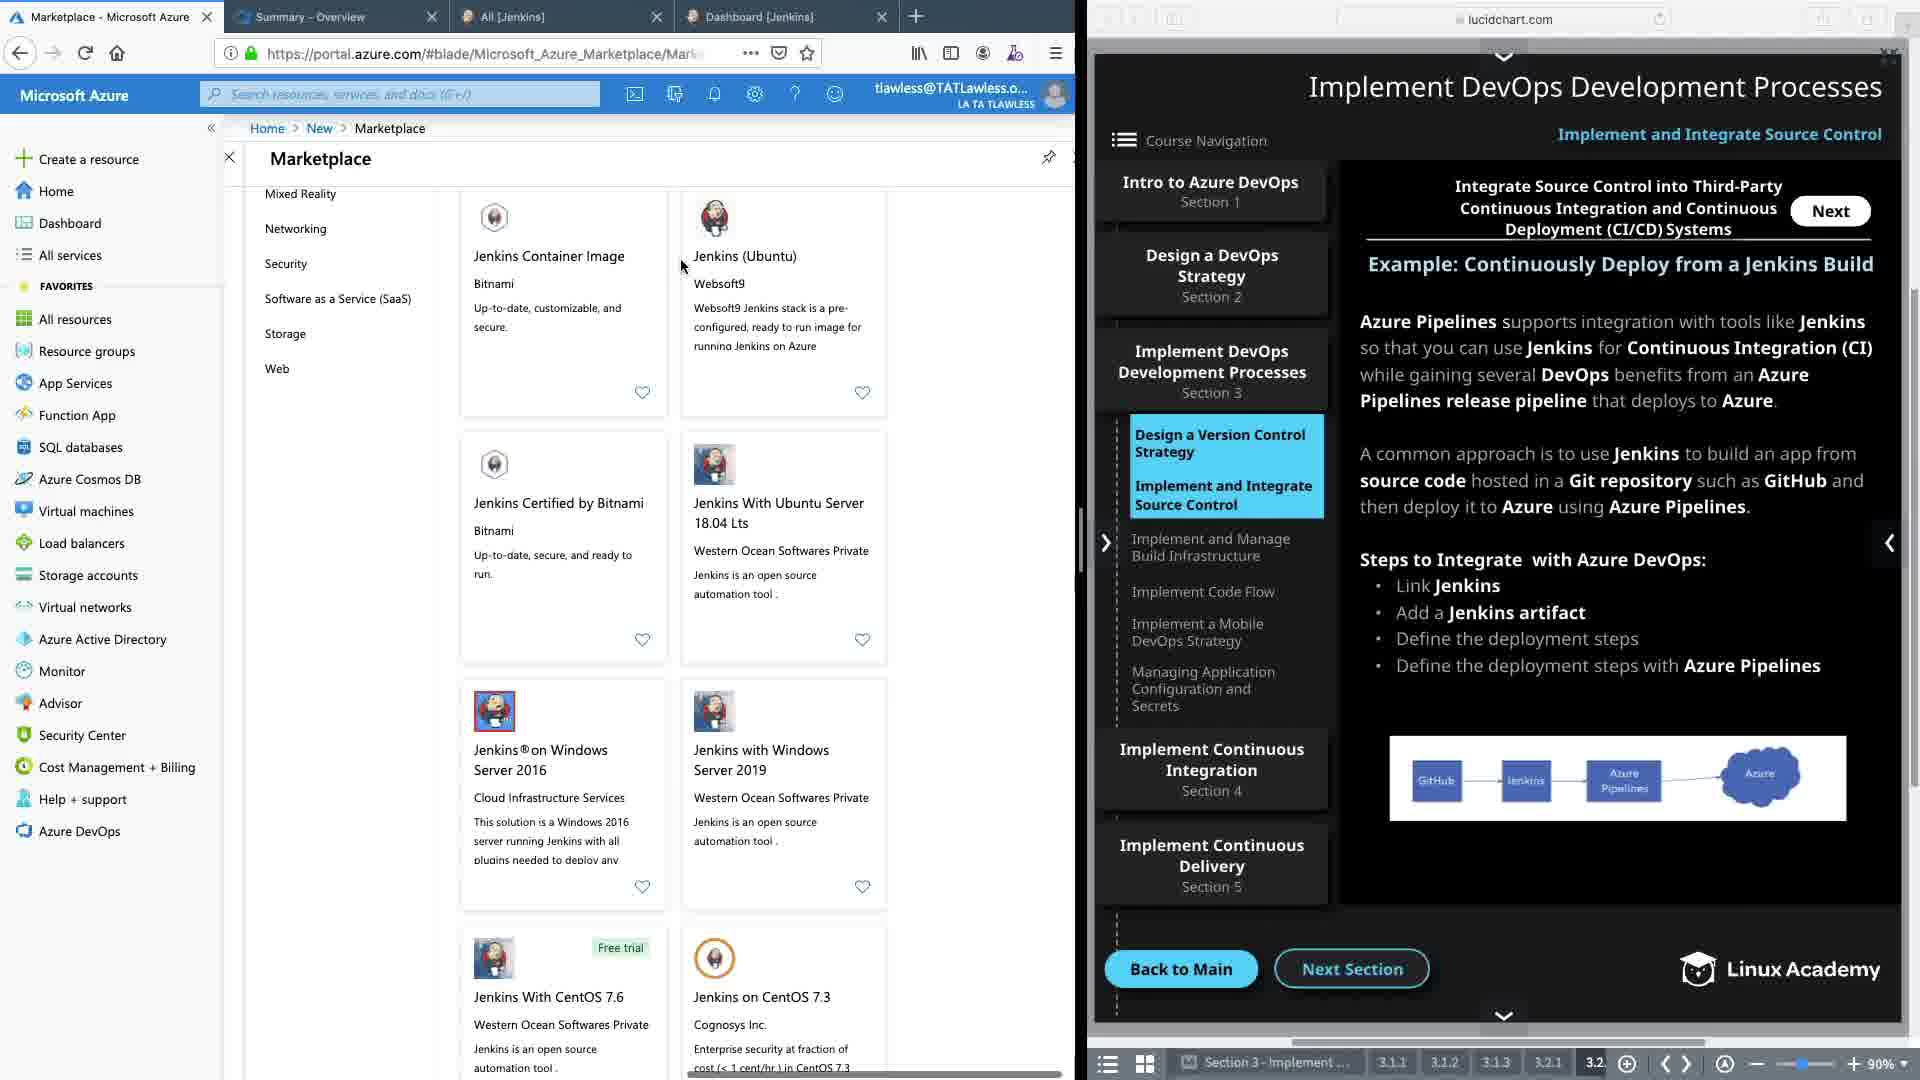 Marketplace - Microsoft Azure
Summary - Overview
All [Jenkins]
Dashboard [Jenkins]
https://portal.azure.com/#blade/Microsoft_Azure_Marketplace/Mark
Microsoft Azure
Search resources, services, and docs (G+/)
tlawless@TATLawless.o...
LA TA TLAWLESS
Home > New > Marketplace
Marketplace
Create a resource
Home
Dashboard
All services
FAVORITES
All resources
Resource groups
App Services
Function App
SQL databases
Azure Cosmos DB
Virtual machines
Load balancers
Storage accounts
Virtual networks
Azure Active Directory
Monitor
Advisor
Security Center
Cost Management + Billing
Help + support
Azure DevOps
Mixed Reality
Networking
Security
Software as a Service (SaaS)
Storage
Web
Jenkins Container Image
Bitnami
Up-to-date, customizable, and
secure.
Jenkins (Ubuntu)
Websoft9
Websoft9 Jenkins stack is a pre-
configured, ready to run image for
running Jenkins on Azure
Jenkins Certified by Bitnami
Bitnami
Up-to-date, secure, and ready to
run.
Jenkins With Ubuntu Server
18.04 Lts
Western Ocean Softwares Private
Jenkins is an open source
automation tool .
Jenkins®on Windows
Server 2016
Cloud Infrastructure Services
This solution is a Windows 2016
server running Jenkins with all
plugins needed to deploy any
Jenkins with Windows
Server 2019
Western Ocean Softwares Private
Jenkins is an open source
automation tool .
Free trial
Jenkins With CentOS 7.6
Western Ocean Softwares Private
Jenkins is an open source
automation tool .
Jenkins on CentOS 7.3
Cognosys Inc.
Enterprise security at fraction of
cost (< 1 cent/hr ) in CentOS 7.3
lucidchart.com
Implement DevOps Development Processes
Course Navigation
Implement and Integrate Source Control
Intro to Azure DevOps
Section 1
Design a DevOps
Strategy
Section 2
Implement DevOps
Development Processes
Section 3
Design a Version Control
Strategy
Implement and Integrate
Source Control
Implement and Manage
Build Infrastructure
Implement Code Flow
Implement a Mobile
DevOps Strategy
Managing Application
Configuration and
Secrets
Implement Continuous
Integration
Section 4
Implement Continuous
Delivery
Section 5
Integrate Source Control into Third-Party
Continuous Integration and Continuous
Deployment (CI/CD) Systems
Next
Example: Continuously Deploy from a Jenkins Build
Azure Pipelines supports integration with tools like Jenkins
so that you can use Jenkins for Continuous Integration (CI)
while gaining several DevOps benefits from an Azure
Pipelines release pipeline that deploys to Azure.
A common approach is to use Jenkins to build an app from
source code hosted in a Git repository such as GitHub and
then deploy it to Azure using Azure Pipelines.
Steps to Integrate with Azure DevOps:
• Link Jenkins
• Add a Jenkins artifact
• Define the deployment steps
• Define the deployment steps with Azure Pipelines
GitHub
Jenkins
Azure
Pipelines
Azure
Back to Main
Next Section
Linux Academy
Section 3 - Implement ...
3.1.1
3.1.2
3.1.3
3.2.1
3.2.
90%